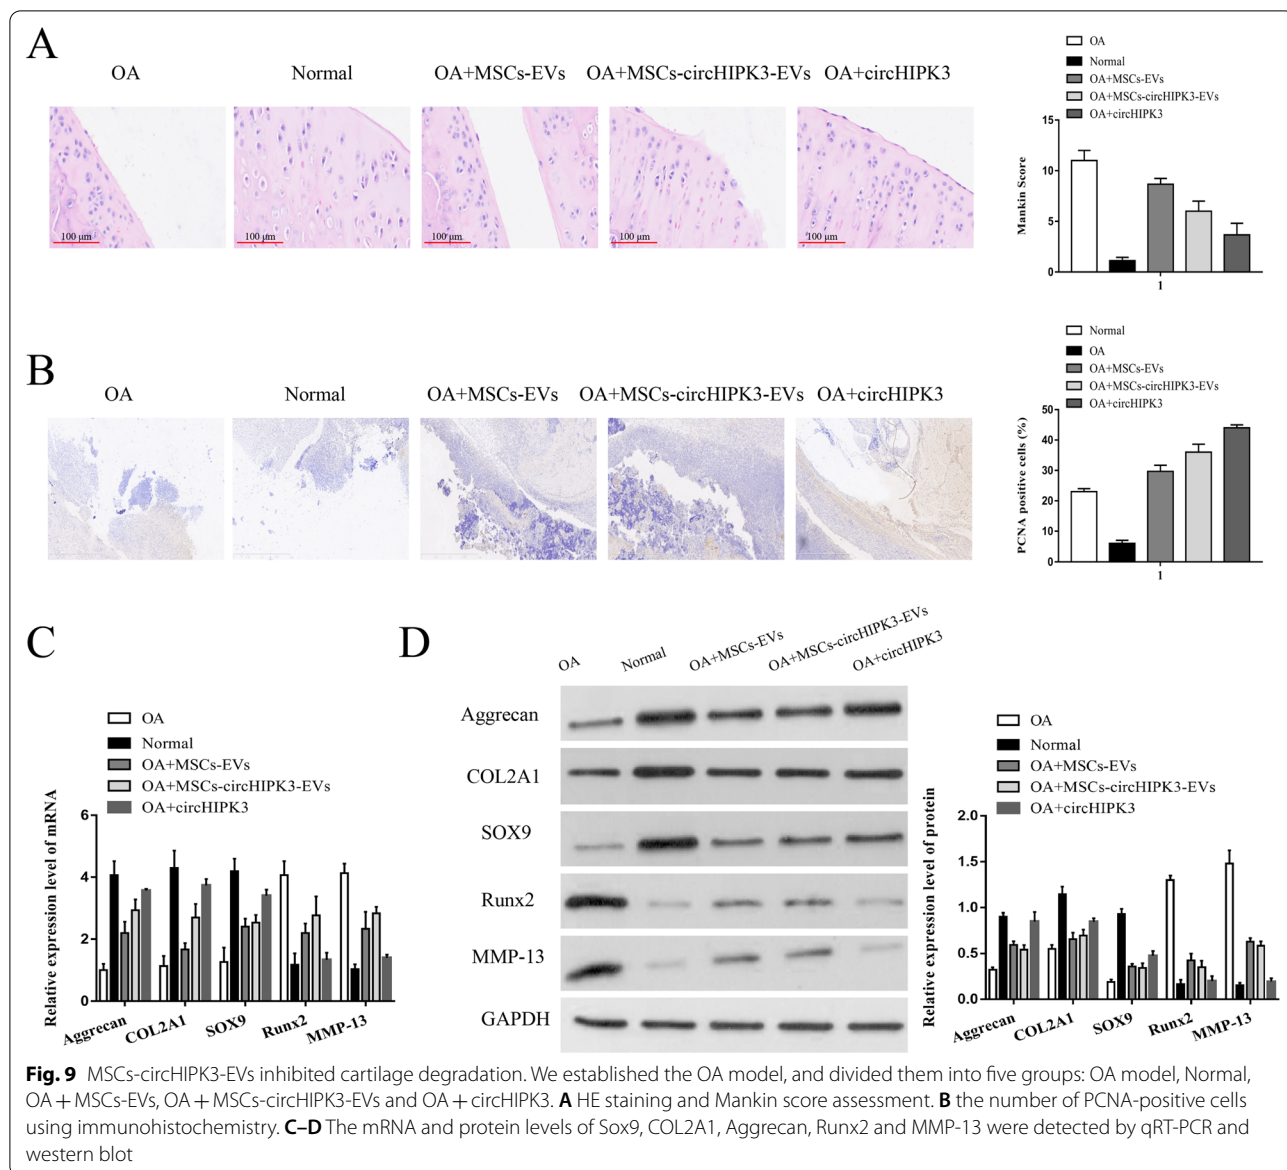 A
OA
Normal
OA+MSCs-EVs
OA+MSCs-circHIPK3-EVs
OA+circHIPK3
100 μm
100 μm
100 μm
100 μm
100 μm
OA
Normal
OA+MSCs-EVs
OA+MSCs-circHIPK3-EVs
OA+circHIPK3
Mankin Score
15
10
5
0
1
B
OA
Normal
OA+MSCs-EVs
OA+MSCs-circHIPK3-EVs
OA+circHIPK3
Normal
OA
OA+MSCs-EVs
OA+MSCs-circHIPK3-EVs
OA+circHIPK3
PCNA positive cells (%)
50
40
30
20
10
0
1
C
OA
Normal
OA+MSCs-EVs
OA+MSCs-circHIPK3-EVs
OA+circHIPK3
Relative expression level of mRNA
6
4
2
0
Aggrecan
COL2A1
SOX9
Runx2
MMP-13
D
OA
Normal
OA+MSCs-EVs
OA+MSCs-circHIPK3-EVs
OA+circHIPK3
Aggrecan
COL2A1
SOX9
Runx2
MMP-13
GAPDH
OA
Normal
OA+MSCs-EVs
OA+MSCs-circHIPK3-EVs
OA+circHIPK3
Relative expression level of protein
2.0
1.5
1.0
0.5
0.0
Aggrecan
COL2A1
SOX9
Runx2
MMP-13
Fig. 9 MSCs-circHIPK3-EVs inhibited cartilage degradation. We established the OA model, and divided them into five groups: OA model, Normal,
OA + MSCs-EVs, OA + MSCs-circHIPK3-EVs and OA + circHIPK3. A HE staining and Mankin score assessment. B the number of PCNA-positive cells
using immunohistochemistry. C–D The mRNA and protein levels of Sox9, COL2A1, Aggrecan, Runx2 and MMP-13 were detected by qRT-PCR and
western blot